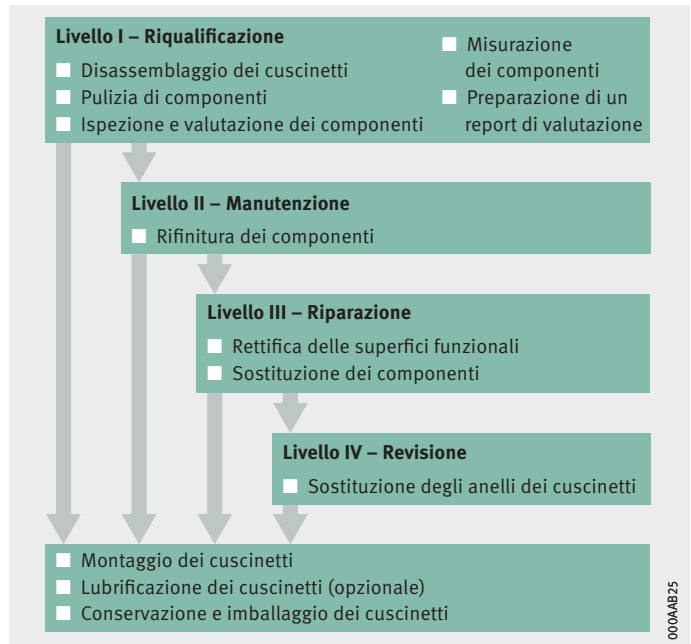 Livello I – Riqualificazione
Disassemblaggio dei cuscinetti
Pulizia di componenti
Ispezione e valutazione dei componenti
Misurazione
dei componenti
Preparazione di un
report di valutazione
Livello II – Manutenzione
Rifinitura dei componenti
Livello III – Riparazione
Rettifica delle superfici funzionali
Sostituzione dei componenti
Livello IV – Revisione
Sostituzione degli anelli dei cuscinetti
Montaggio dei cuscinetti
Lubrificazione dei cuscinetti (opzionale)
Conservazione e imballaggio dei cuscinetti
000AAB25